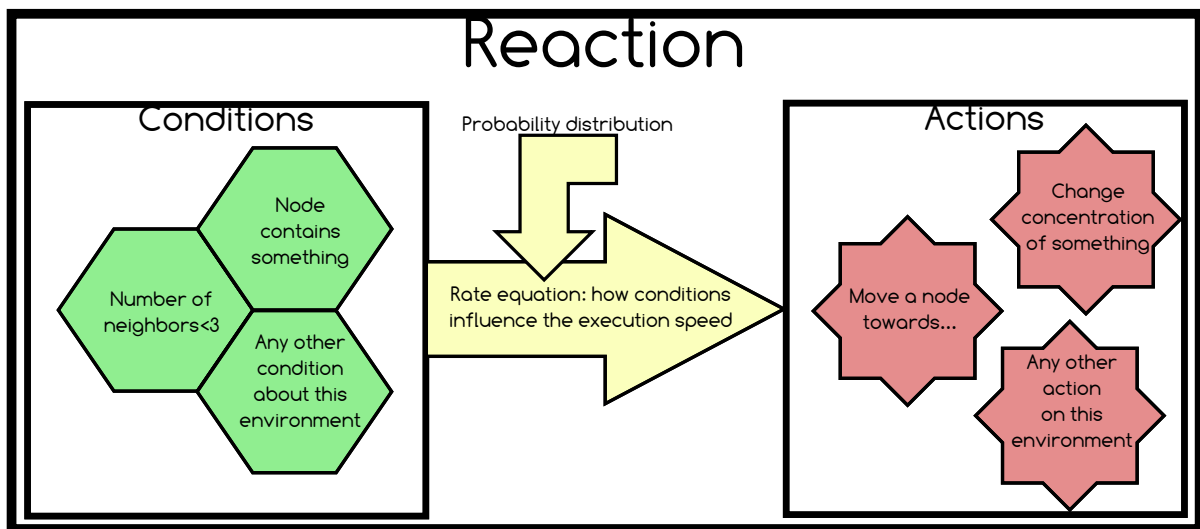 Reaction
Conditions
Node
contains
something
Number of
neighbors<3
Any other
condition
about this
environment
Probability distribution
Rate equation: how conditions
influence the execution speed
Actions
Change
concentration
of something
Move a node
towards...
Any other
action
on this
environment